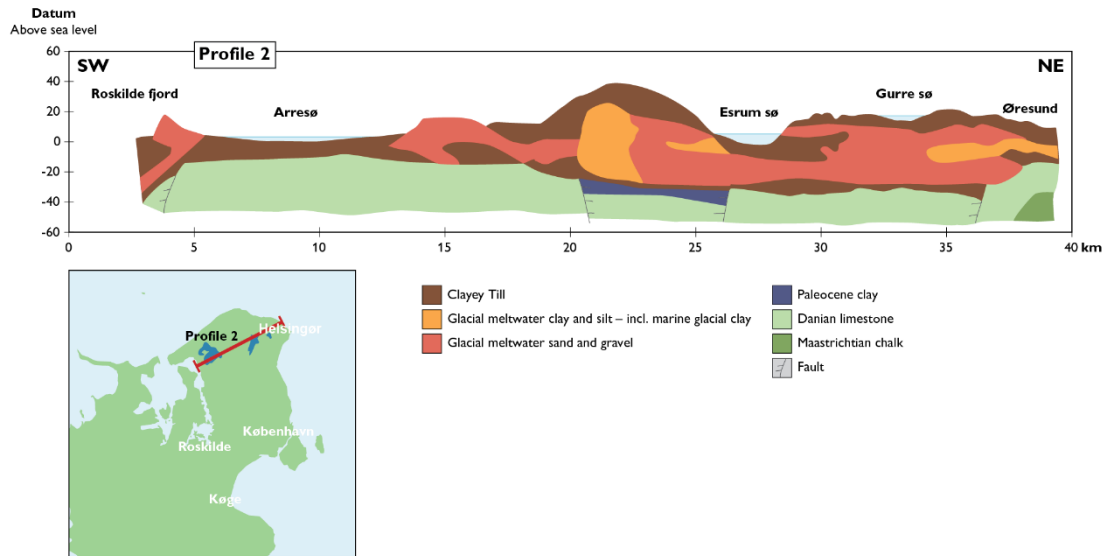 Datum
Above sea level
Profile 2
60
40
20
0
-20
-40
-60
SW
NE
Roskilde fjord
Arresø
Esrum sø
Gurre sø
Øresund
0
5
10
15
20
25
30
35
40 km
Profile 2
Helsingør
København
Roskilde
Køge
Clayey Till
Glacial meltwater clay and silt – incl. marine glacial clay
Glacial meltwater sand and gravel
Paleocene clay
Danian limestone
Maastrichtian chalk
Fault